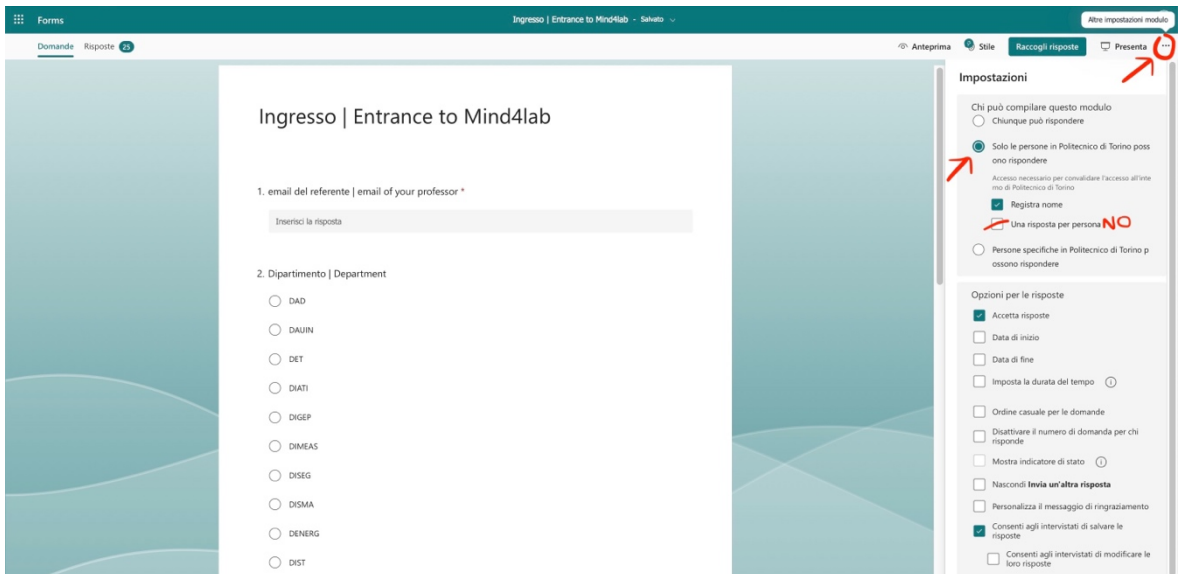 Forms
Ingresso | Entrance to Mind4lab - Salvato
Altre impostazioni modulo
Domande Risposte 25
Anteprima Stile Raccogli risposte Presenta ...
Impostazioni
Ingresso | Entrance to Mind4lab
1. email del referente | email of your professor *
Inserisci la risposta
2. Dipartimento | Department
DAD
DAUIN
DET
DIATI
DIGEP
DIMEAS
DISEG
DISMA
DENERG
DIST
Chi può compilare questo modulo
Chiunque può rispondere
Solo le persone in Politecnico di Torino poss
ono rispondere
Accesso necessario per convalidare l'accesso all'inte
rno di Politecnico di Torino
Registra nome
Una risposta per persona NO
Persone specifiche in Politecnico di Torino p
ossono rispondere
Opzioni per le risposte
Accetta risposte
Data di inizio
Data di fine
Imposta la durata del tempo
Ordine casuale per le domande
Disattivare il numero di domanda per chi
risponde
Mostra indicatore di stato
Nascondi Invia un'altra risposta
Personalizza il messaggio di ringraziamento
Consenti agli intervistati di salvare le
risposte
Consenti agli intervistati di modificare le
loro risposte